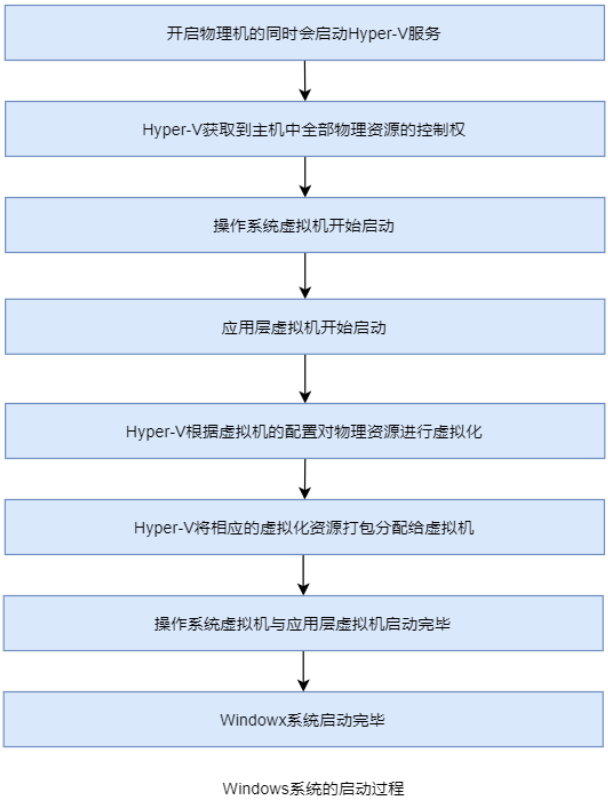 开启物理机的同时会启动Hyper-V服务
Hyper-V获取到主机中全部物理资源的控制权
操作系统虚拟机开始启动
应用层虚拟机开始启动
Hyper-V根据虚拟机的配置对物理资源进行虚拟化
Hyper-V将相应的虚拟化资源打包分配给虚拟机
操作系统虚拟机与应用层虚拟机启动完毕
Windowx系统启动完毕
Windows系统的启动过程